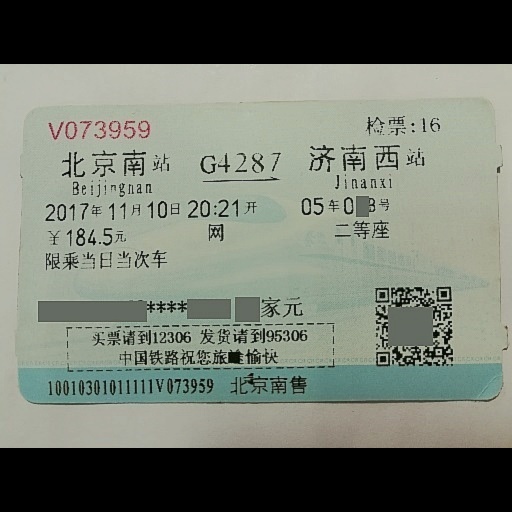 V073959 检票:16
北京南站 G4287 济南西站
Beijingnan Jinanxi
2017年11月10日20:21开 05车0 8号
￥184.5元 网 二等座
限乘当日当次车
**** 家元
买票请到12306 发货请到95306
中国铁路祝您旅 愉快
10010301011111V073959 北京南售